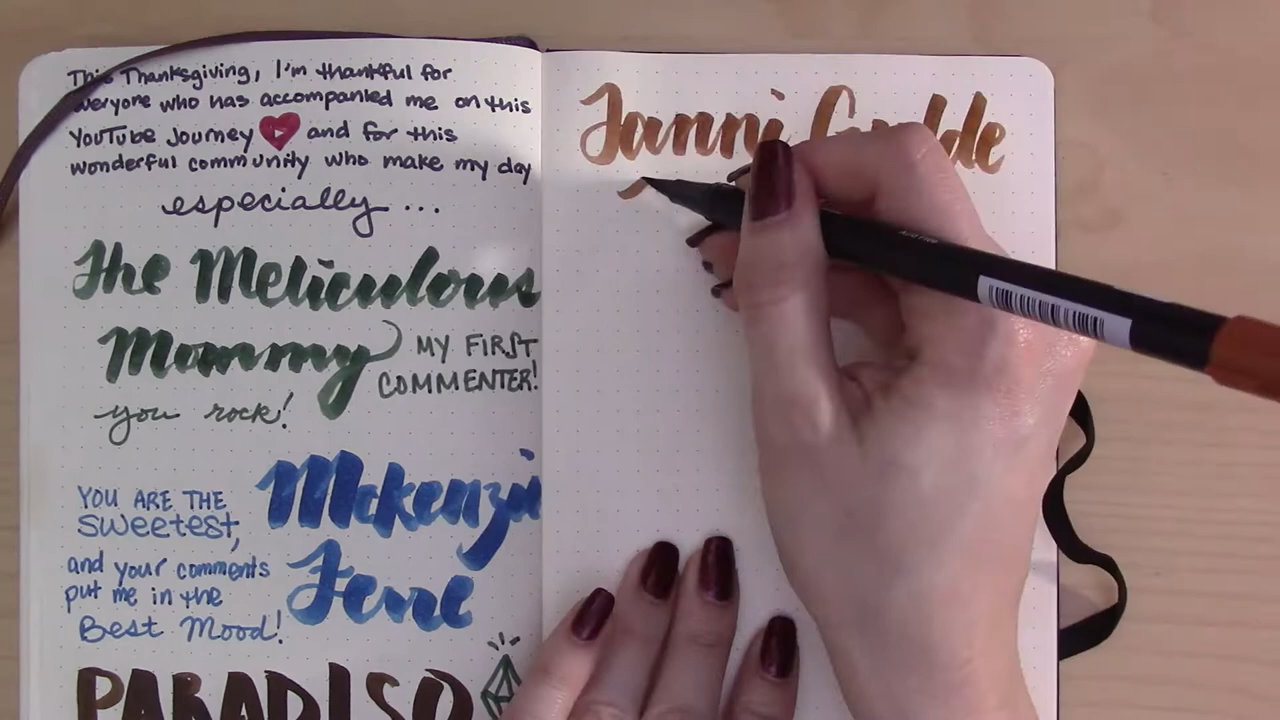 This Thanksgiving, I'm thankful for
everyone who has accompanied me on this
YouTube Journey and for this
wonderful community who make my day
especially ...
The Meticulous
Mommy
MY FIRST
COMMENTER!
you rock!
YOU ARE THE
sweetest,
and your comments
put me in the
Best Mood!
Mckenzie
Fene
PARADISO
Janni